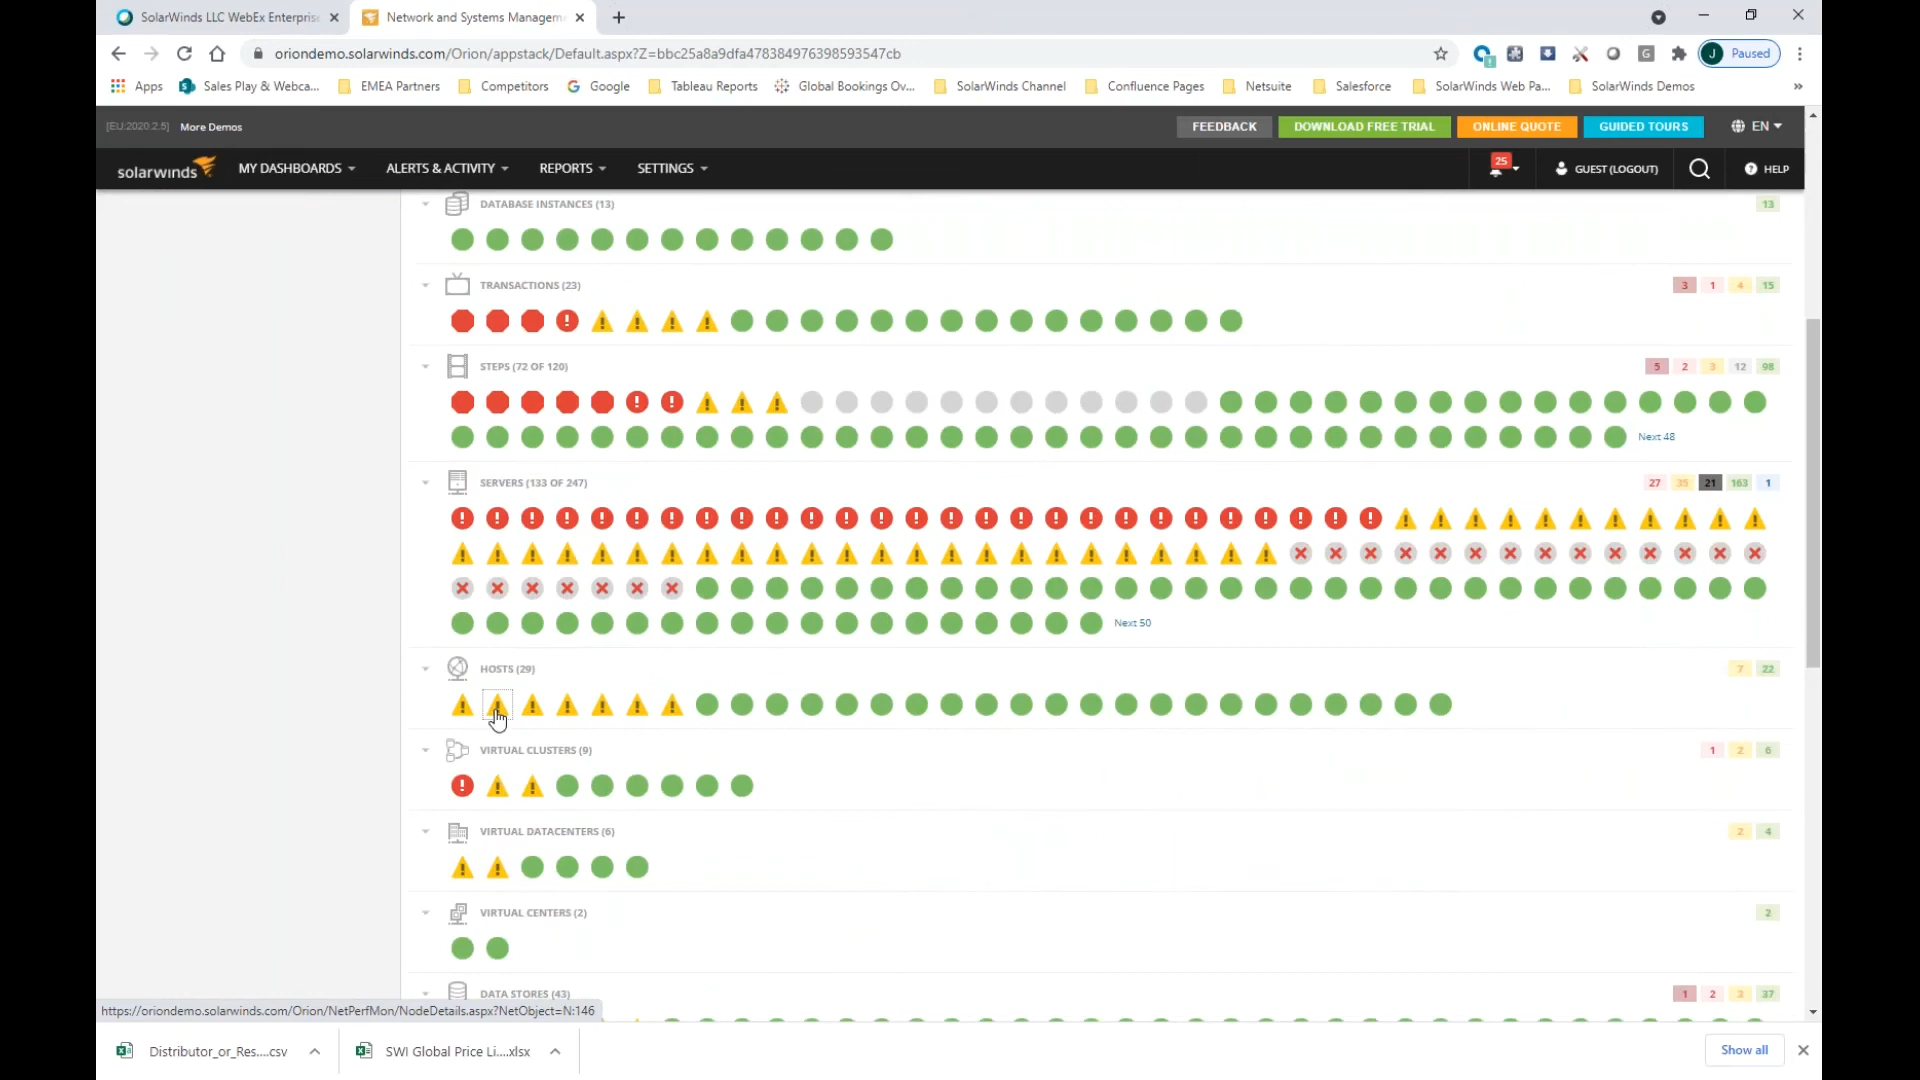 SolarWinds LLC WebEx Enterpris
Network and Systems Managem
oriondemo.solarwinds.com/Orion/appstack/Default.aspx?Z=bbc25a8a9dfa478384976398593547cb
J Paused
Apps
Sales Play & Webca...
EMEA Partners
Competitors
Google
Tableau Reports
Global Bookings Ov...
SolarWinds Channel
Confluence Pages
Netsuite
Salesforce
SolarWinds Web Pa...
SolarWinds Demos
»
[EU:2020.2.5] More Demos
FEEDBACK
DOWNLOAD FREE TRIAL
ONLINE QUOTE
GUIDED TOURS
EN
solarwinds
MY DASHBOARDS
ALERTS & ACTIVITY
REPORTS
SETTINGS
25
GUEST (LOGOUT)
HELP
DATABASE INSTANCES (13)
13
TRANSACTIONS (23)
3 1 4 15
STEPS (72 OF 120)
5 2 3 12 98
Next 48
SERVERS (133 OF 247)
27 35 21 163 1
Next 50
HOSTS (29)
7 22
VIRTUAL CLUSTERS (9)
1 2 6
VIRTUAL DATACENTERS (6)
2 4
VIRTUAL CENTERS (2)
2
DATA STORES (43)
1 2 3 37
https://oriondemo.solarwinds.com/Orion/NetPerfMon/NodeDetails.aspx?NetObject=N:146
Distributor_or_Res....csv
SWI Global Price Li....xlsx
Show all